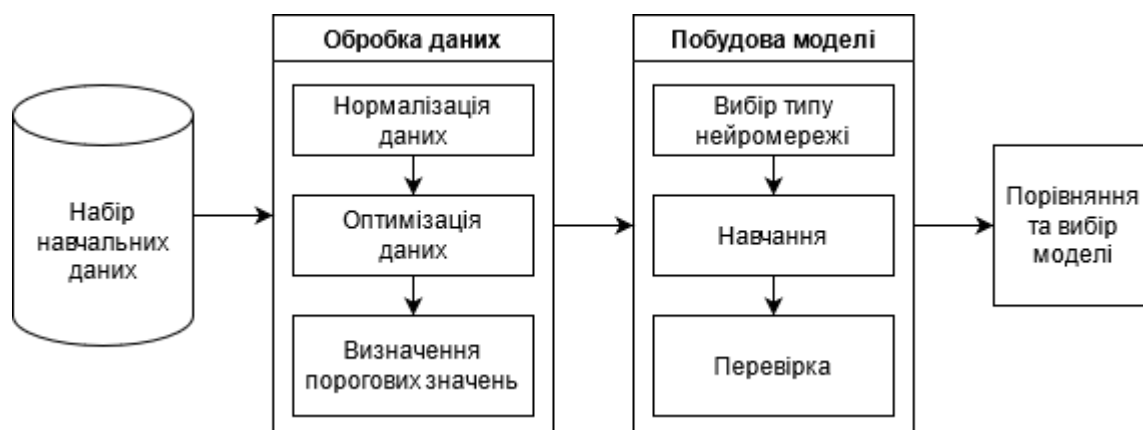 Набір
навчальних
даних
Обробка даних
Нормалізація
даних
Оптимізація
даних
Визначення
порогових значень
Побудова моделі
Вибір типу
нейромережі
Навчання
Перевірка
Порівняння
та вибір
моделі